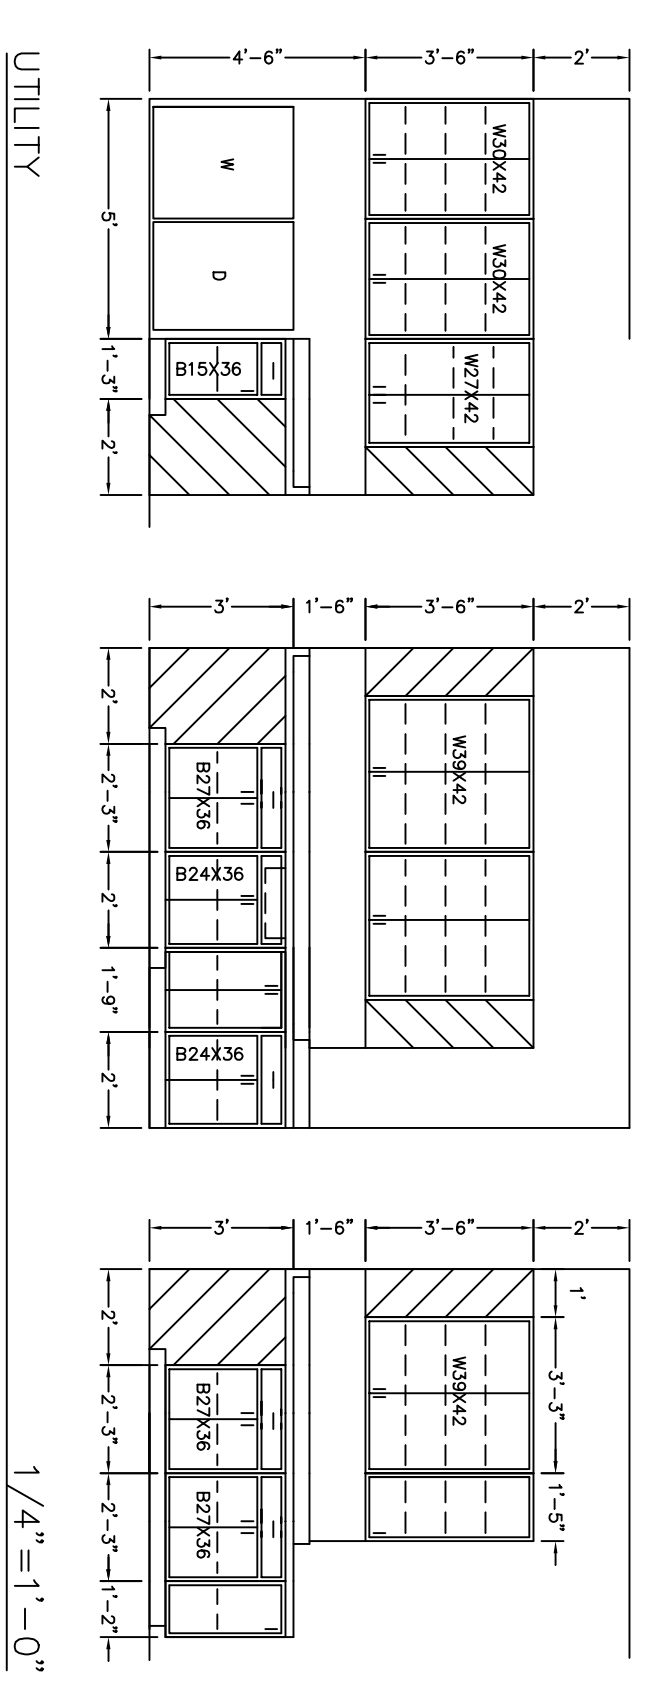 4'-6" 3'-6" 2'
W30X42
W30X42
W27X42
W
D
B15X36
5'
1'-3"
2'
3' 1'-6" 3'-6" 2'
W39X42
B27X36
B24X36
B24X36
2'
2'-3"
2'
1'-9"
2'
3' 1'-6" 3'-6" 2'
1'
3'-3"
1'-5"
W39X42
B27X36
B27X36
2'
2'-3"
2'-3"
1'-2"
UTILITY 1/4"=1'-0"